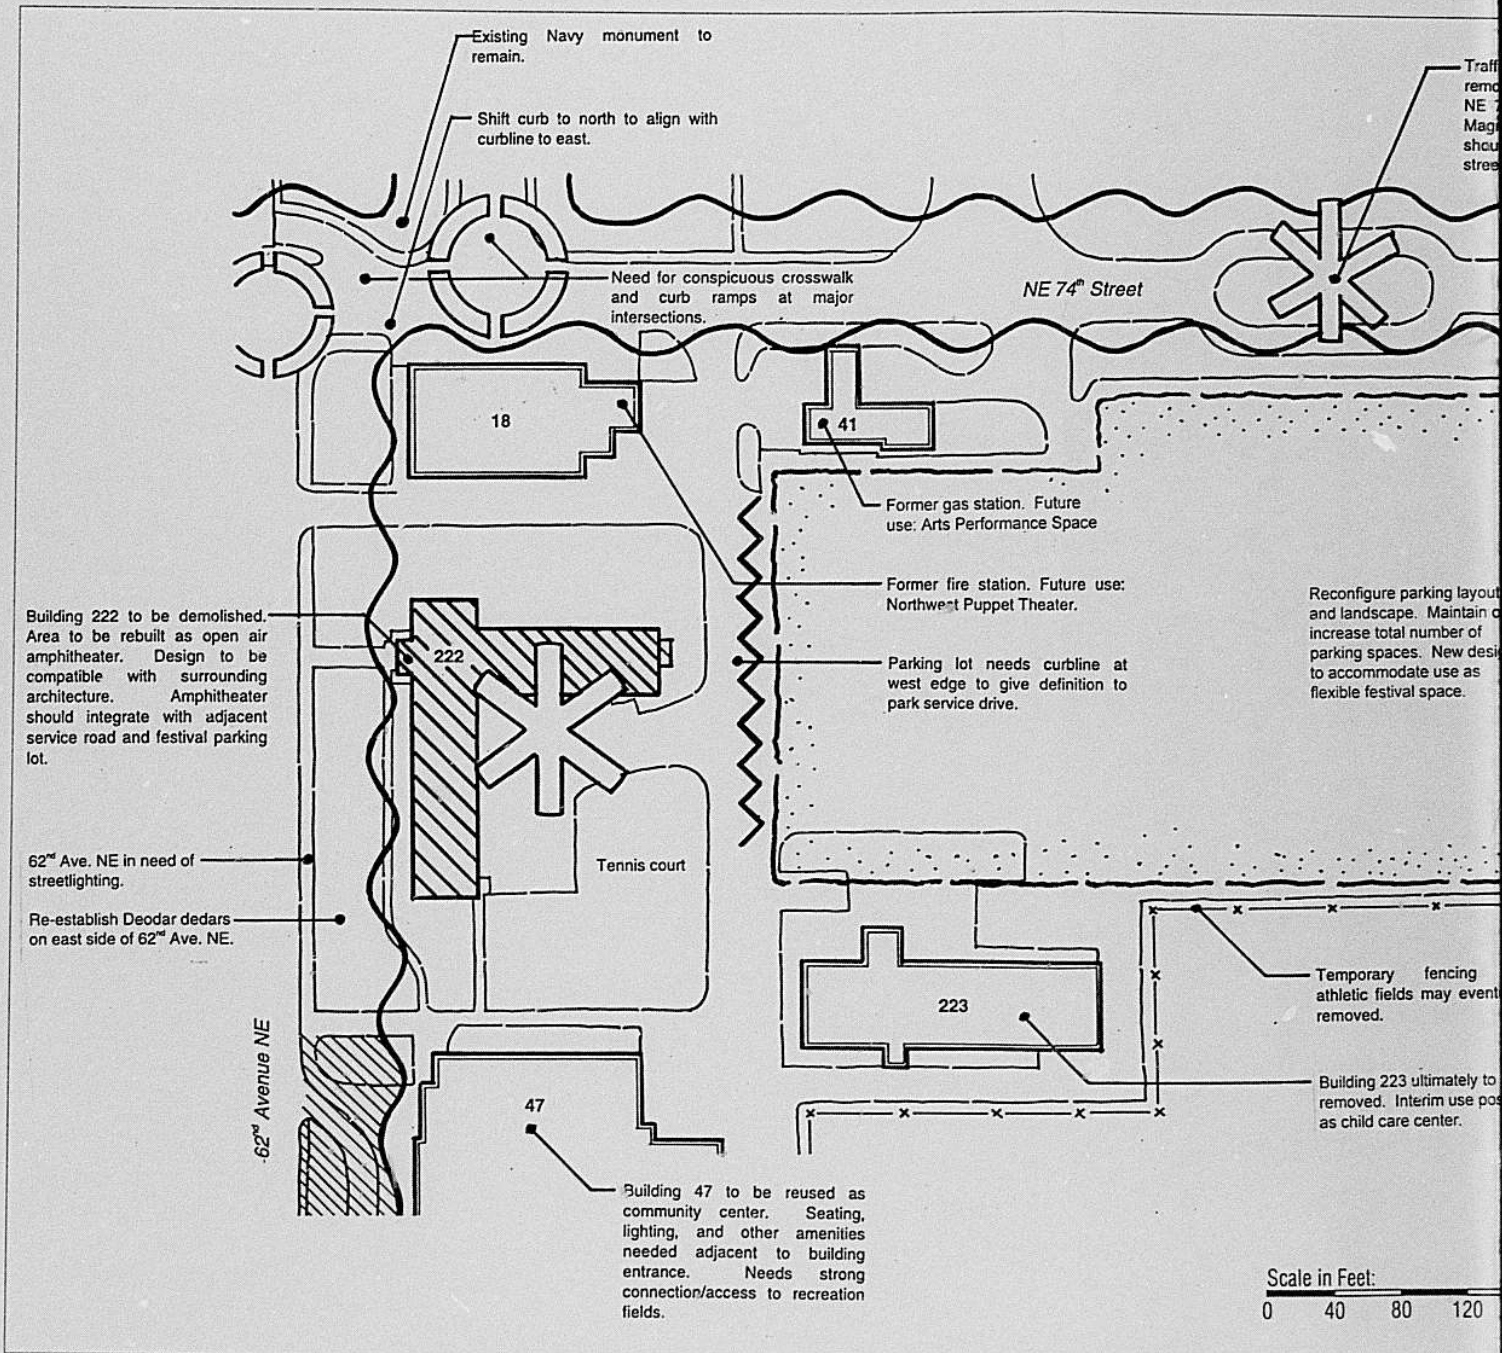 Existing Navy monument to
remain.
Shift curb to north to align with
curbline to east.
NE 7
Need for conspicuous crosswalk
and curb ramps at major
intersections.
NE 74th Street
18
41
Former gas station. Future
use: Arts Performance Space
Former fire station. Future use:
Northwest Puppet Theater.
Building 222 to be demolished.
Area to be rebuilt as open air
amphitheater. Design to be
compatible with surrounding
architecture. Amphitheater
should integrate with adjacent
service road and festival parking
lot.
222
Parking lot needs curbline at
west edge to give definition to
park service drive.
Reconfigure parking layout
and landscape. Maintain
increase total number of
parking spaces. New
to accommodate use as
flexible festival space.
62nd Ave. NE in need of
streetlighting.
Re-establish Deodar dedars
on east side of 62nd Ave. NE.
Tennis court
223
Temporary fencing
athletic fields may
removed.
62nd Avenue NE
47
Building 223 ultimately to
removed. Interim use
as child care center.
Building 47 to be reused as
community center. Seating,
lighting, and other amenities
needed adjacent to building
entrance. Needs strong
connection/access to recreation
fields.
Scale in Feet:
0 40 80 120